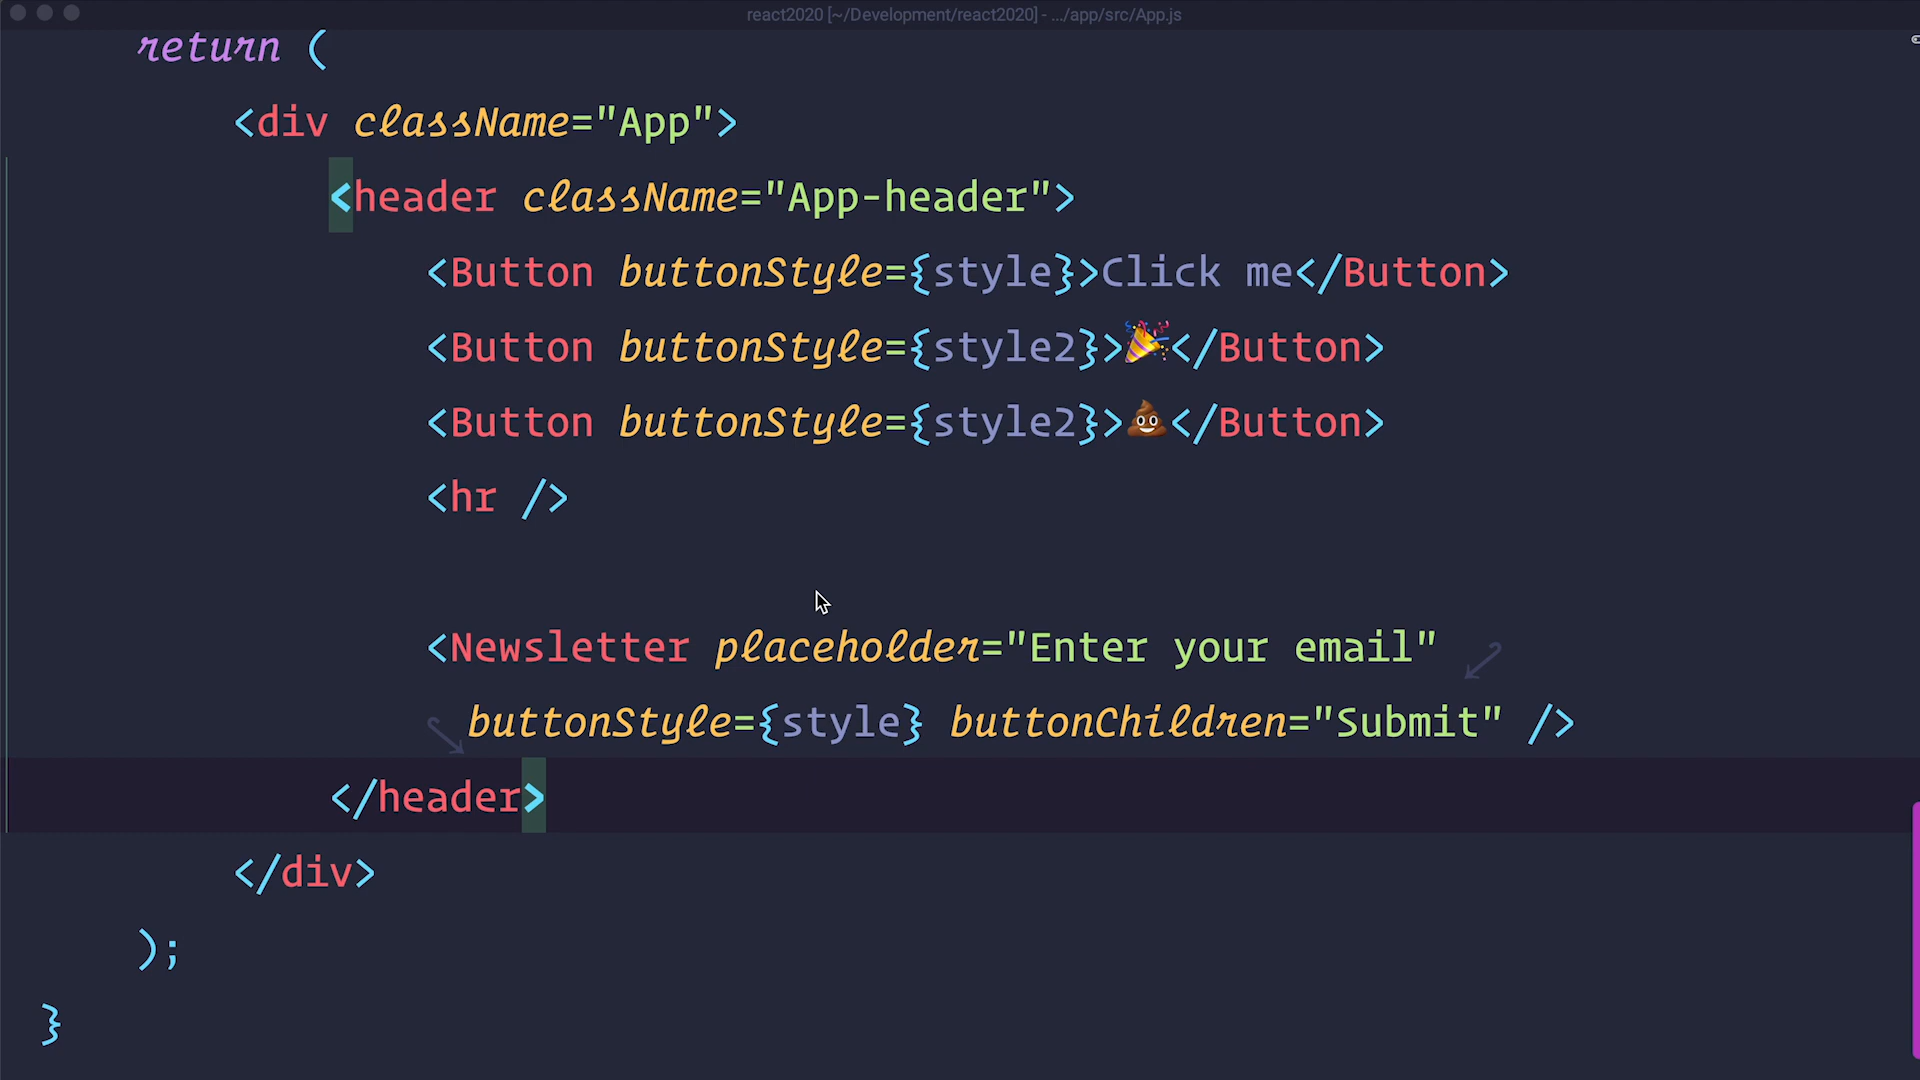 react2020 [~/Development/react2020] - .../app/src/App.js
return (
<div className="App">
<header className="App-header">
<Button buttonStyle={style}>Click me</Button>
<Button buttonStyle={style2}>🎉</Button>
<Button buttonStyle={style2}>💩</Button>
<hr />
<Newsletter placeholder="Enter your email"
buttonStyle={style} buttonChildren="Submit" />
</header>
</div>
);
}